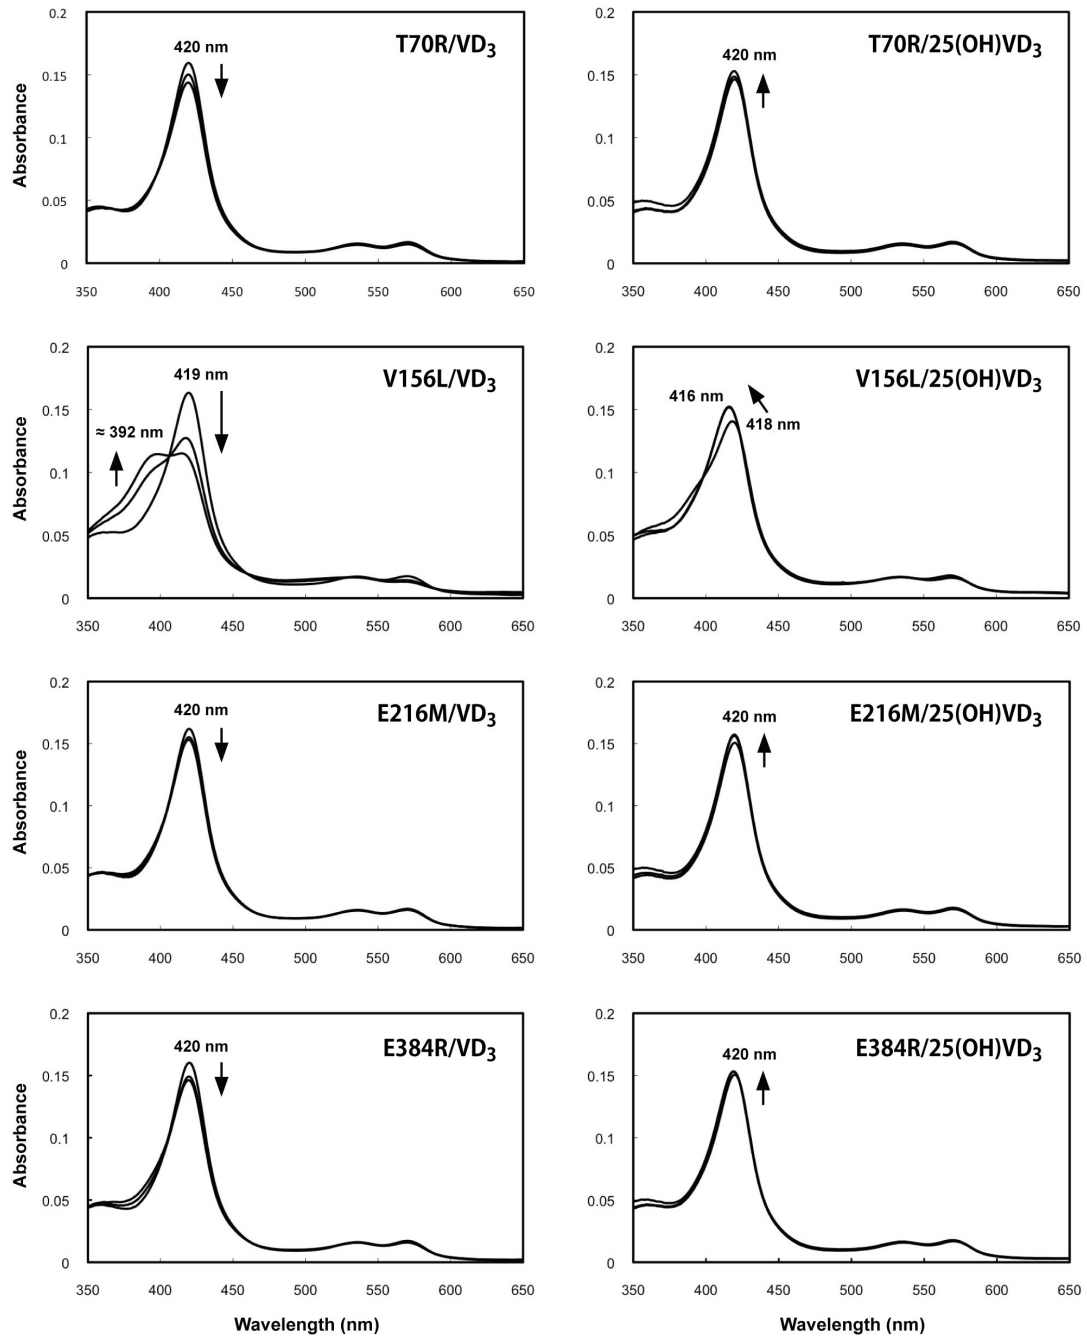 T70R/VD3
420 nm
Absorbance
0.2
0.15
0.1
0.05
0
350 400 450 500 550 600 650
T70R/25(OH)VD3
420 nm
0.2
0.15
0.1
0.05
0
350 400 450 500 550 600 650
V156L/VD3
419 nm
≈ 392 nm
Absorbance
0.2
0.15
0.1
0.05
0
350 400 450 500 550 600 650
V156L/25(OH)VD3
416 nm
418 nm
0.2
0.15
0.1
0.05
0
350 400 450 500 550 600 650
E216M/VD3
420 nm
Absorbance
0.2
0.15
0.1
0.05
0
350 400 450 500 550 600 650
E216M/25(OH)VD3
420 nm
0.2
0.15
0.1
0.05
0
350 400 450 500 550 600 650
E384R/VD3
420 nm
Absorbance
0.2
0.15
0.1
0.05
0
350 400 450 500 550 600 650
Wavelength (nm)
E384R/25(OH)VD3
420 nm
0.2
0.15
0.1
0.05
0
350 400 450 500 550 600 650
Wavelength (nm)